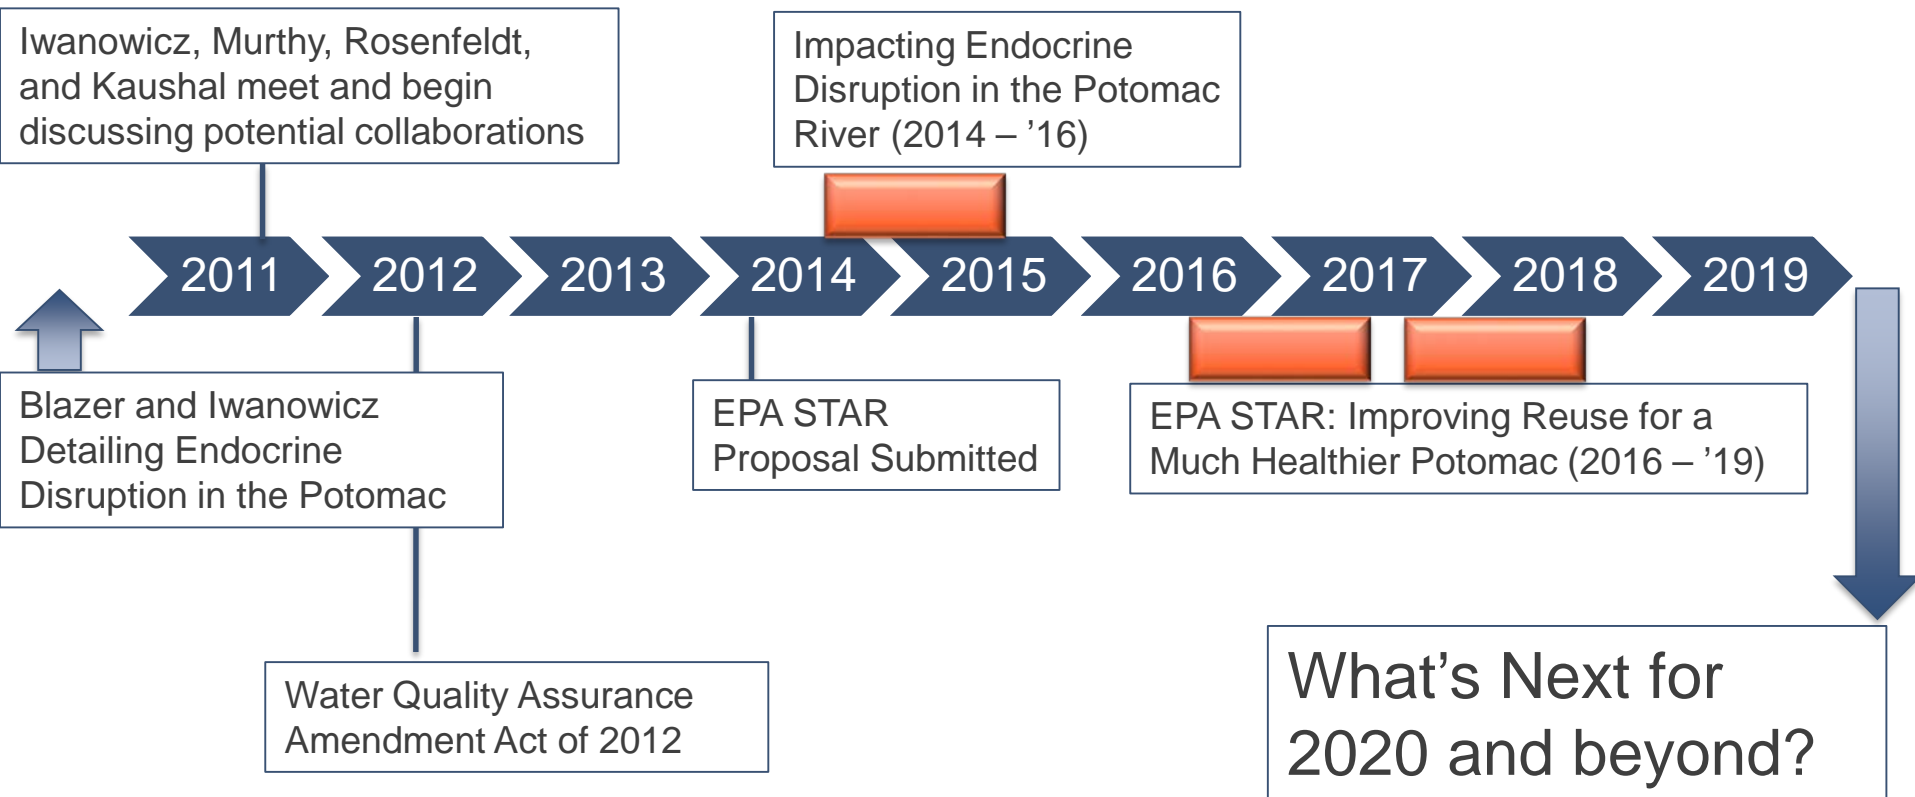 Iwanowicz, Murthy, Rosenfeldt,
and Kaushal meet and begin
discussing potential collaborations
Impacting Endocrine
Disruption in the Potomac
River (2014 – ’16)
2011
2012
2013
2014
2015
2016
2017
2018
2019
Blazer and Iwanowicz
Detailing Endocrine
Disruption in the Potomac
EPA STAR
Proposal Submitted
EPA STAR: Improving Reuse for a
Much Healthier Potomac (2016 – ’19)
Water Quality Assurance
Amendment Act of 2012
What’s Next for
2020 and beyond?